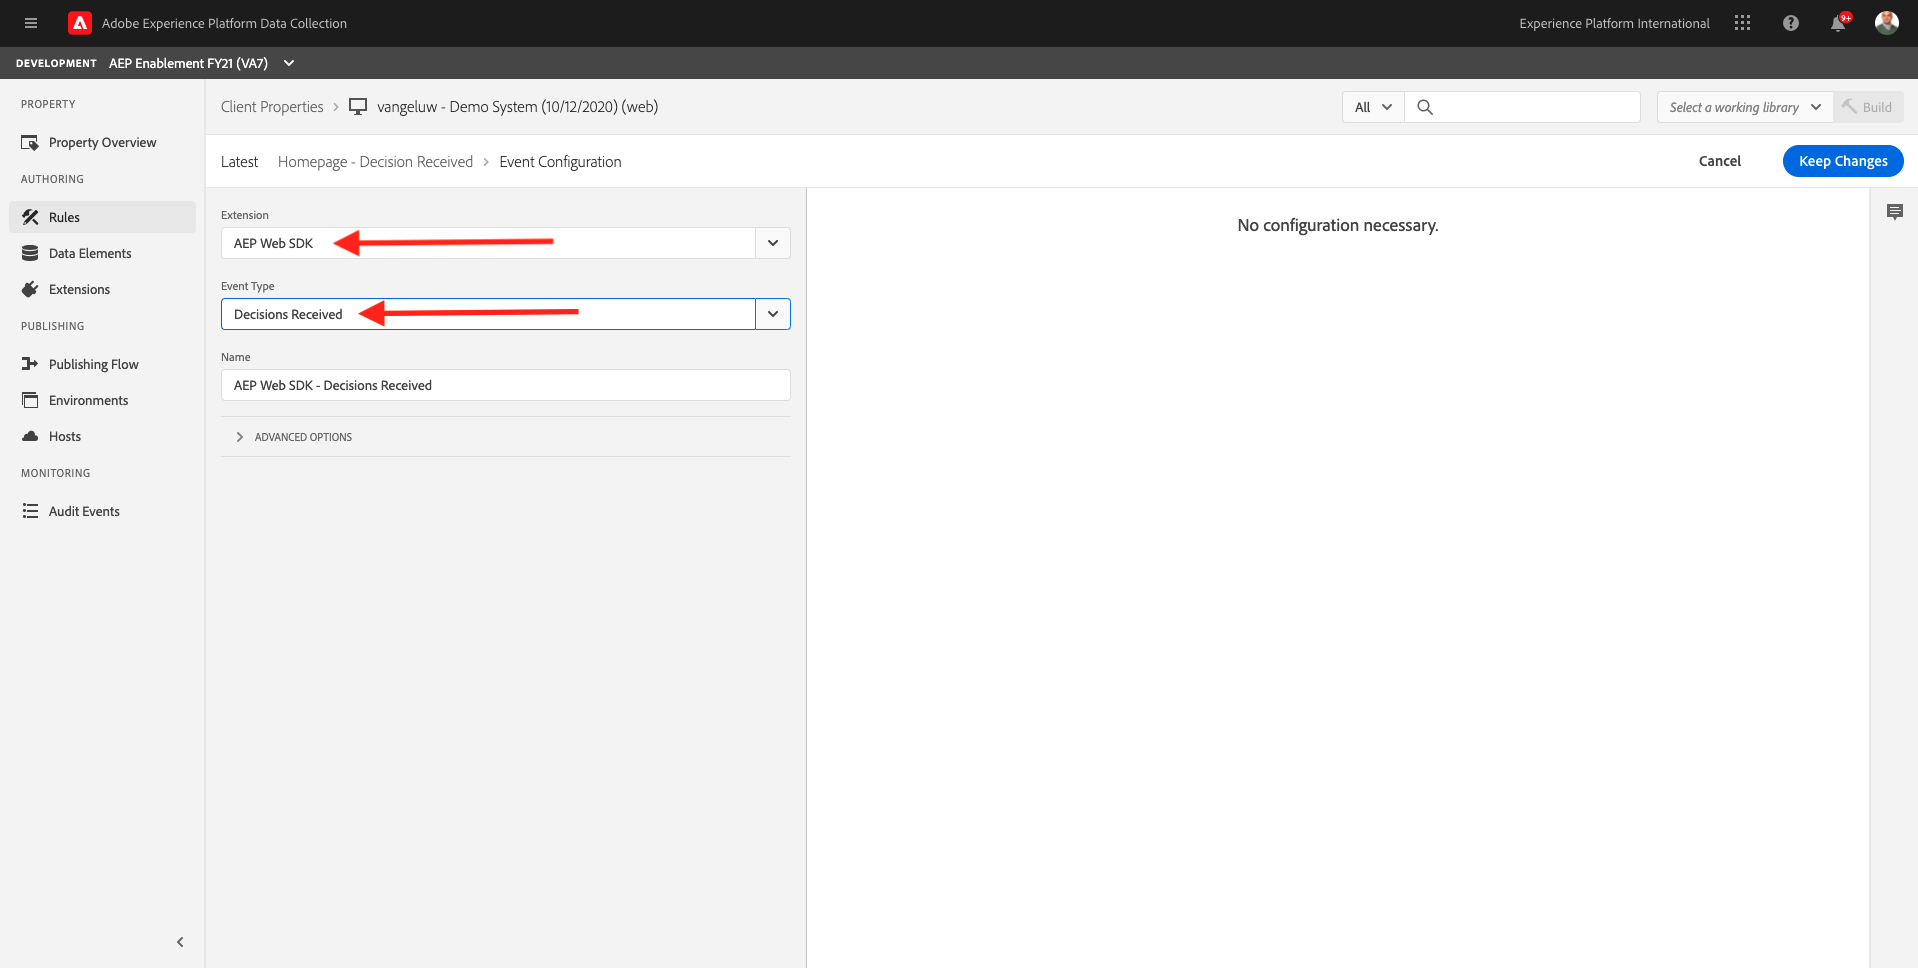 Adobe Experience Platform Data Collection
Experience Platform International
9+
DEVELOPMENT AEP Enablement FY21 (VA7)
PROPERTY
Property Overview
AUTHORING
Rules
Data Elements
Extensions
PUBLISHING
Publishing Flow
Environments
Hosts
MONITORING
Audit Events
Client Properties > vangeluw - Demo System (10/12/2020) (web)
All
Select a working library
Build
Latest Homepage - Decision Received > Event Configuration
Cancel
Keep Changes
Extension
AEP Web SDK
Event Type
Decisions Received
Name
AEP Web SDK - Decisions Received
ADVANCED OPTIONS
No configuration necessary.